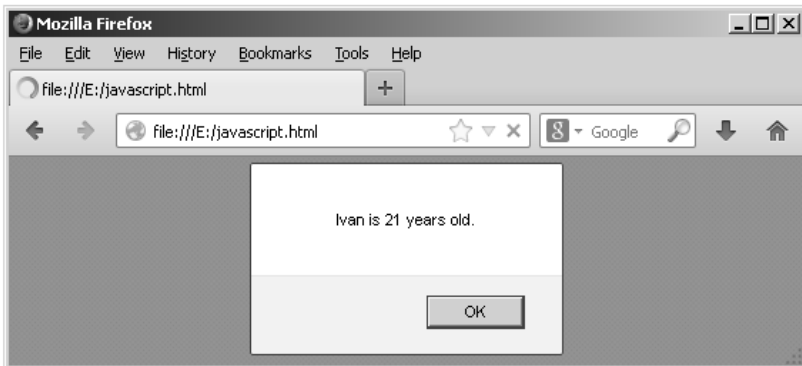 Mozilla Firefox
File Edit View History Bookmarks Tools Help
file:///E:/javascript.html +
file:///E:/javascript.html 8 Google
Ivan is 21 years old.
OK